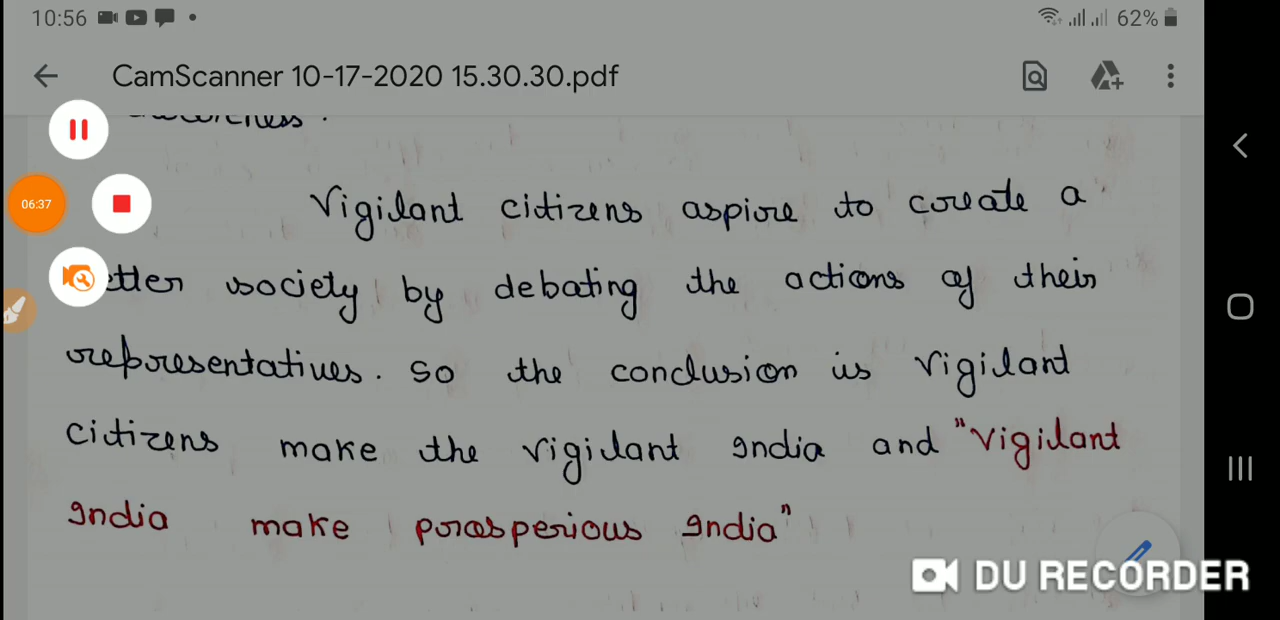 10:56
62%
CamScanner 10-17-2020 15.30.30.pdf
06:37
Vigilant citizens aspire to create a
etter society by debating the actions of their
representatives. So the conclusion is Vigilant
citizens make the vigilant India and "Vigilant
India make prosperious India"
DU RECORDER